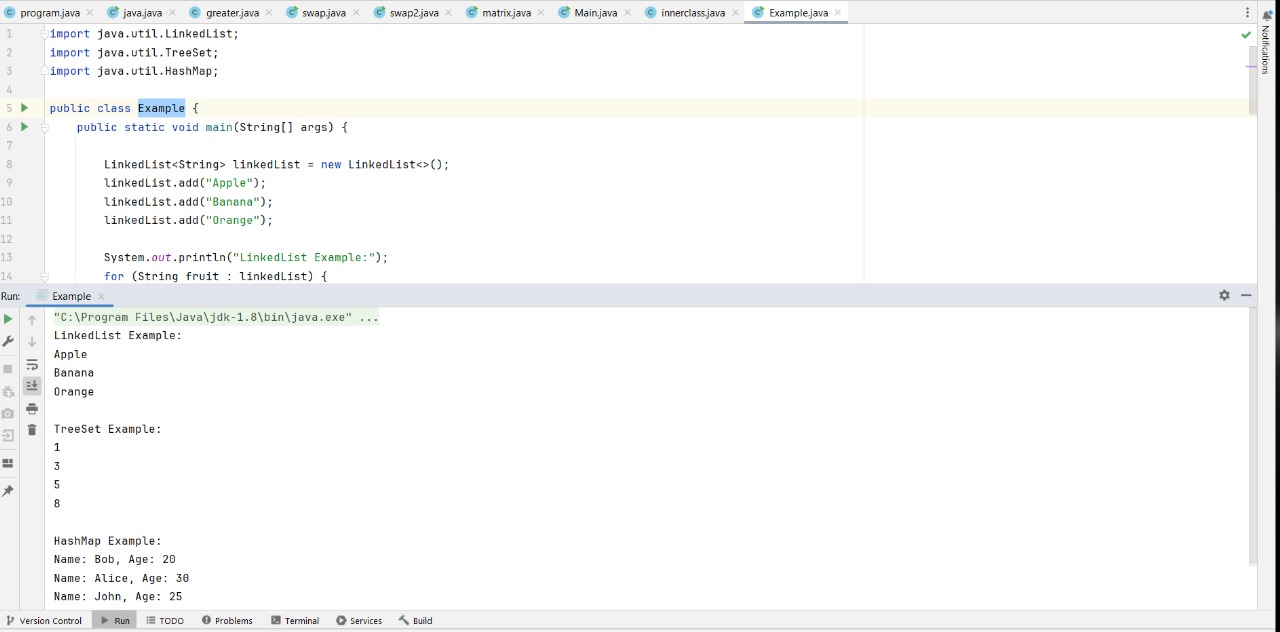 program.java java.java greater.java swap.java swap2.java matrix.java Main.java innerclass.java Example.java
Notifications
1 import java.util.LinkedList;
2 import java.util.TreeSet;
3 import java.util.HashMap;
4
5 public class Example {
6 public static void main(String[] args) {
7
8 LinkedList<String> linkedList = new LinkedList<>();
9 linkedList.add("Apple");
10 linkedList.add("Banana");
11 linkedList.add("Orange");
12
13 System.out.println("LinkedList Example:");
14 for (String fruit : linkedList) {
Run: Example
"C:\Program Files\Java\jdk-1.8\bin\java.exe" ...
LinkedList Example:
Apple
Banana
Orange
TreeSet Example:
1
3
5
8
HashMap Example:
Name: Bob, Age: 20
Name: Alice, Age: 30
Name: John, Age: 25
Version Control Run TODO Problems Terminal Services Build